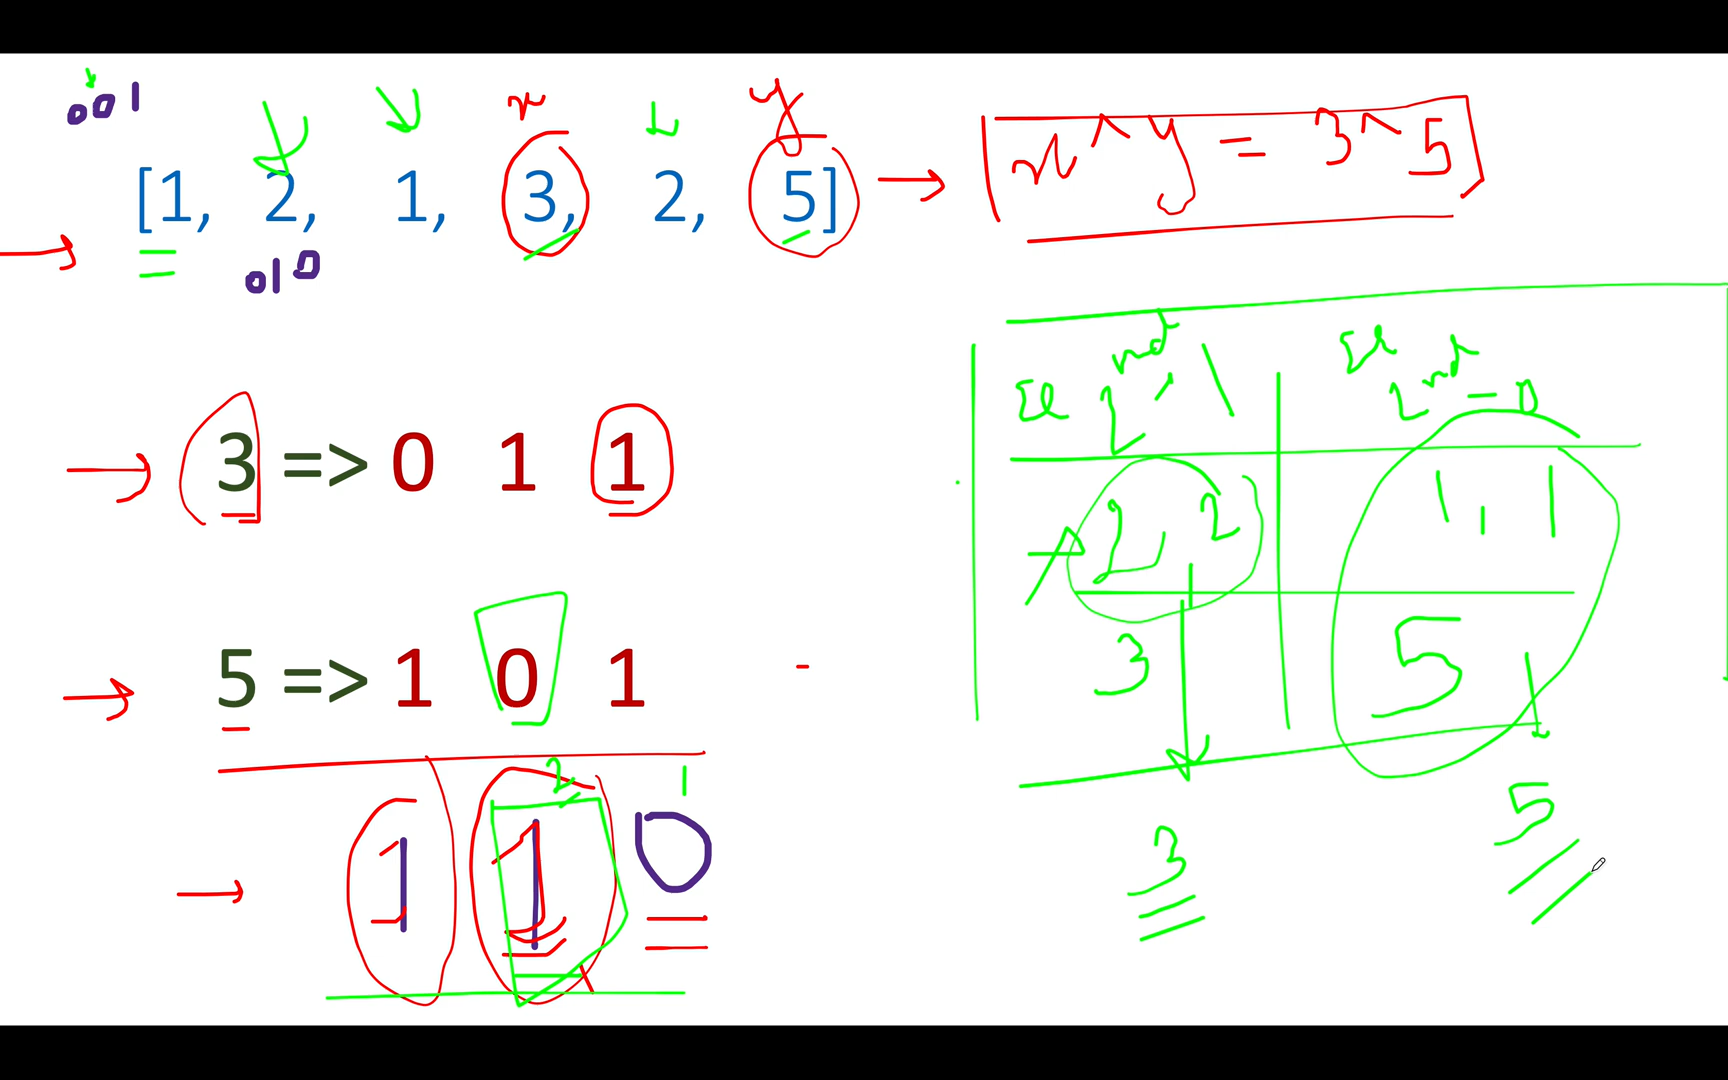 001
x y
[1, 2, 1, 3, 2, 5]
x ^ y = 3 ^ 5
010
2nd 1
2nd - 0
3 => 0 1 1
2, 2
1, 1
3
5
5 => 1 0 1
2 1
1 1 0
3
5